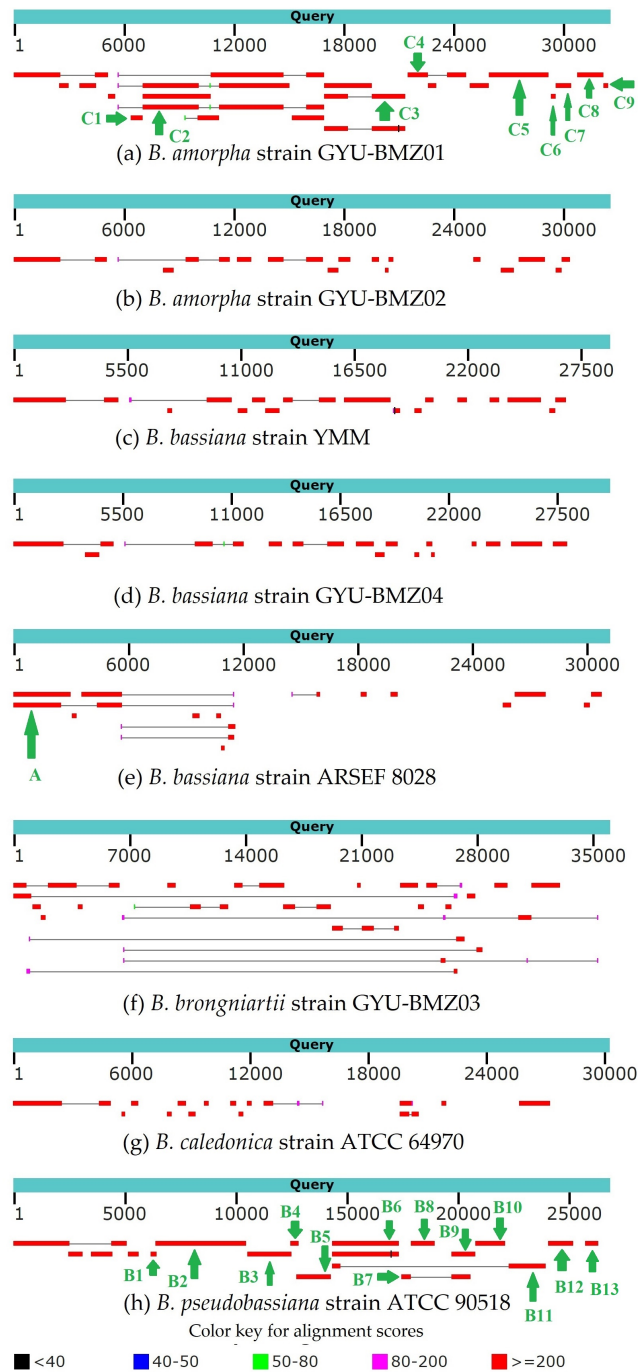 Query
1 6000 12000 18000 24000 30000
C4
C1 C2 C3 C5 C6 C7 C8 C9
(a) B. amorpha strain GYU-BMZ01
Query
1 6000 12000 18000 24000 30000
(b) B. amorpha strain GYU-BMZ02
Query
1 5500 11000 16500 22000 27500
(c) B. bassiana strain YMM
Query
1 5500 11000 16500 22000 27500
(d) B. bassiana strain GYU-BMZ04
Query
1 6000 12000 18000 24000 30000
A
(e) B. bassiana strain ARSEF 8028
Query
1 7000 14000 21000 28000 35000
(f) B. brongniartii strain GYU-BMZ03
Query
1 6000 12000 18000 24000 30000
(g) B. caledonica strain ATCC 64970
Query
1 5000 10000 15000 20000 25000
B4 B5 B6 B8 B9 B10
B1 B2 B3 B7 B11 B12 B13
(h) B. pseudobassiana strain ATCC 90518
Color key for alignment scores
<40 40-50 50-80 80-200 >=200